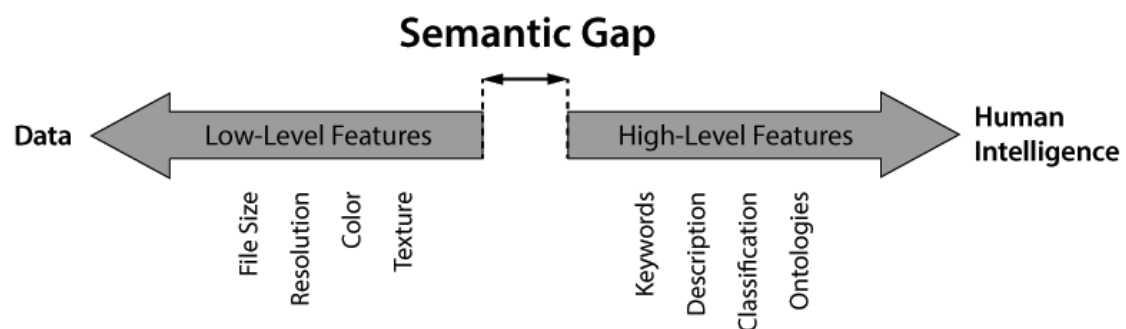 Semantic Gap
Data
Low-Level Features
High-Level Features
Human
Intelligence
File Size
Resolution
Color
Texture
Keywords
Description
Classification
Ontologies